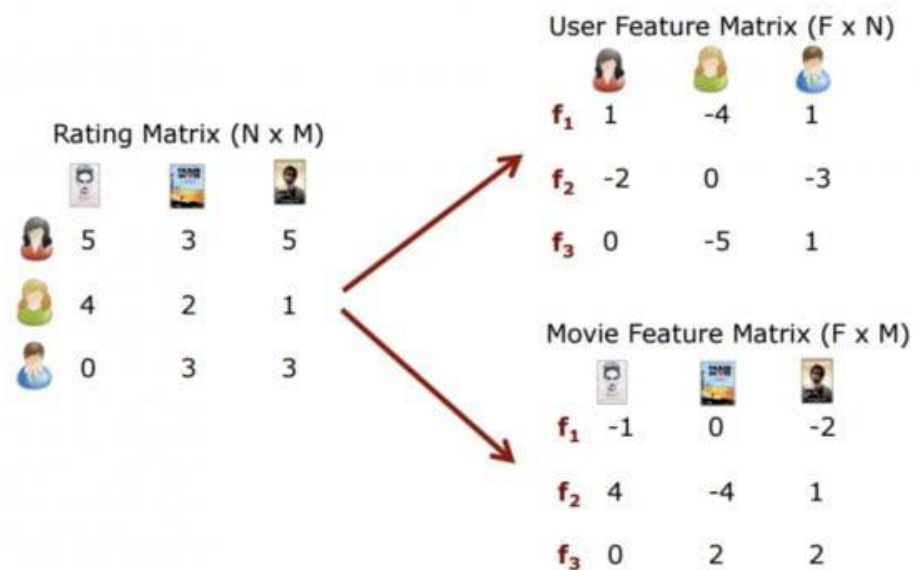 Rating Matrix (N x M)
5 3 5
4 2 1
0 3 3
User Feature Matrix (F x N)
f1 1 -4 1
f2 -2 0 -3
f3 0 -5 1
Movie Feature Matrix (F x M)
f1 -1 0 -2
f2 4 -4 1
f3 0 2 2